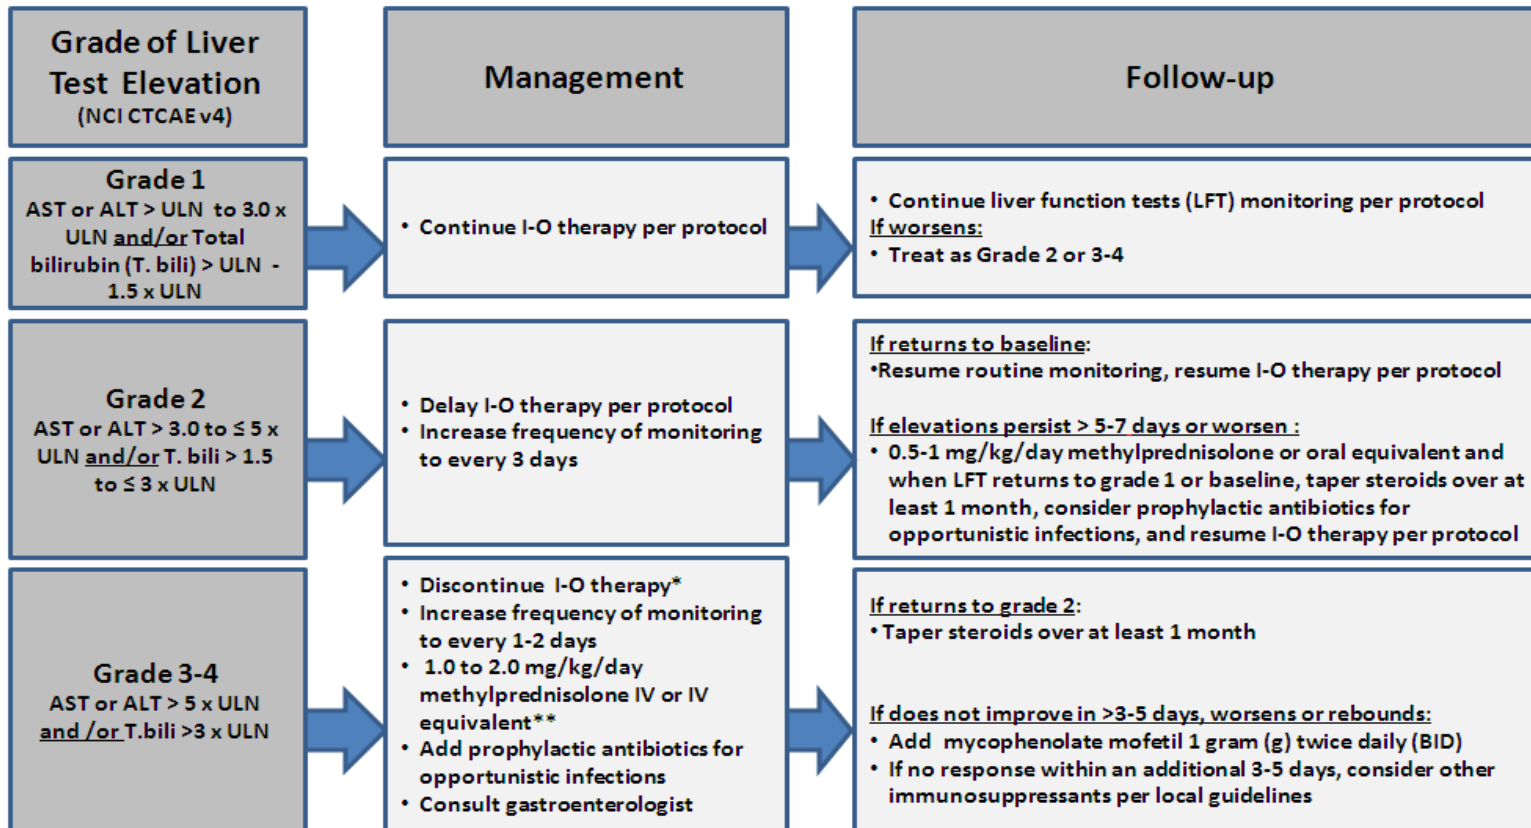 Grade of Liver
Test Elevation
(NCI CTCAE v4)
Management
Follow-up
Grade 1
AST or ALT > ULN to 3.0 x
ULN and/or Total
bilirubin (T. bili) > ULN -
1.5 x ULN
• Continue I-O therapy per protocol
• Continue liver function tests (LFT) monitoring per protocol
If worsens:
• Treat as Grade 2 or 3-4
Grade 2
AST or ALT > 3.0 to ≤ 5 x
ULN and/or T. bili > 1.5
to ≤ 3 x ULN
• Delay I-O therapy per protocol
• Increase frequency of monitoring
to every 3 days
If returns to baseline:
•Resume routine monitoring, resume I-O therapy per protocol
If elevations persist > 5-7 days or worsen :
• 0.5-1 mg/kg/day methylprednisolone or oral equivalent and
when LFT returns to grade 1 or baseline, taper steroids over at
least 1 month, consider prophylactic antibiotics for
opportunistic infections, and resume I-O therapy per protocol
Grade 3-4
AST or ALT > 5 x ULN
and /or T.bili >3 x ULN
• Discontinue I-O therapy*
• Increase frequency of monitoring
to every 1-2 days
• 1.0 to 2.0 mg/kg/day
methylprednisolone IV or IV
equivalent**
• Add prophylactic antibiotics for
opportunistic infections
• Consult gastroenterologist
If returns to grade 2:
• Taper steroids over at least 1 month
If does not improve in >3-5 days, worsens or rebounds:
• Add mycophenolate mofetil 1 gram (g) twice daily (BID)
• If no response within an additional 3-5 days, consider other
immunosuppressants per local guidelines